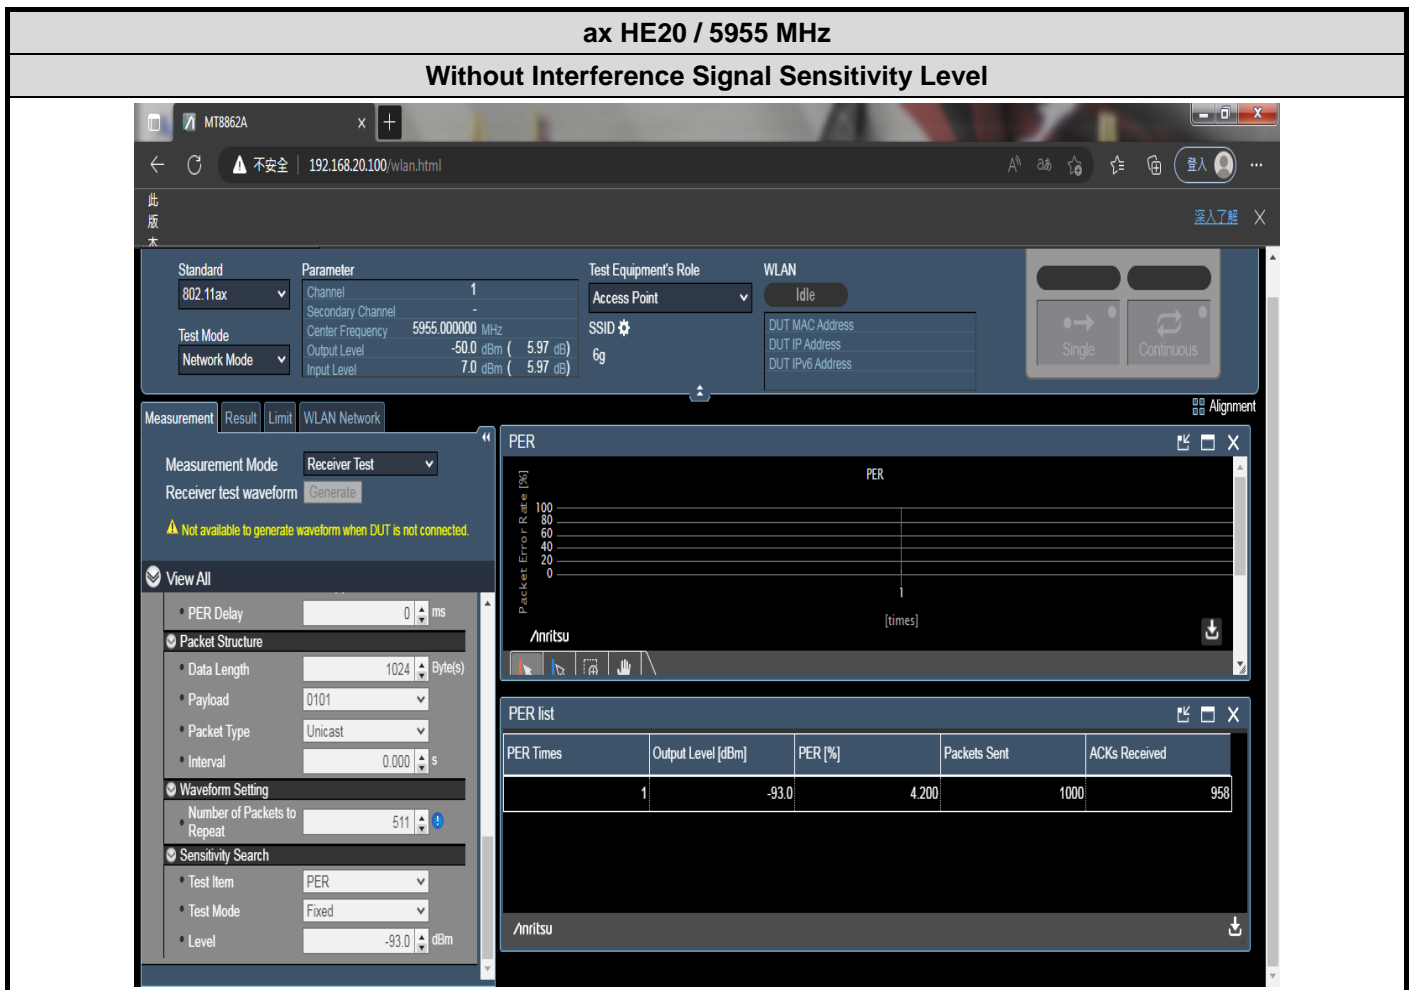 ax HE20 / 5955 MHz
Without Interference Signal Sensitivity Level
MT8862A
不安全 192.168.20.100/wlan.html
登入
此
版
本
深入了解
Standard
802.11ax
Test Mode
Network Mode
Parameter
Channel 1
Secondary Channel -
Center Frequency 5955.000000 MHz
Output Level -50.0 dBm ( 5.97 dB)
Input Level 7.0 dBm ( 5.97 dB)
Test Equipment's Role
Access Point
SSID
6g
WLAN
Idle
DUT MAC Address
DUT IP Address
DUT IPv6 Address
Single Continuous
Alignment
Measurement Result Limit WLAN Network
Measurement Mode Receiver Test
Receiver test waveform Generate
Not available to generate waveform when DUT is not connected.
View All
PER Delay 0 ms
Packet Structure
Data Length 1024 Byte(s)
Payload 0101
Packet Type Unicast
Interval 0.000 s
Waveform Setting
Number of Packets to
Repeat 511
Sensitivity Search
Test Item PER
Test Mode Fixed
Level -93.0 dBm
PER
PER
Packet Error Rate [%]
100
80
60
40
20
0
1
[times]
Anritsu
PER list
PER Times Output Level [dBm] PER [%] Packets Sent ACKs Received
1 -93.0 4.200 1000 958
Anritsu